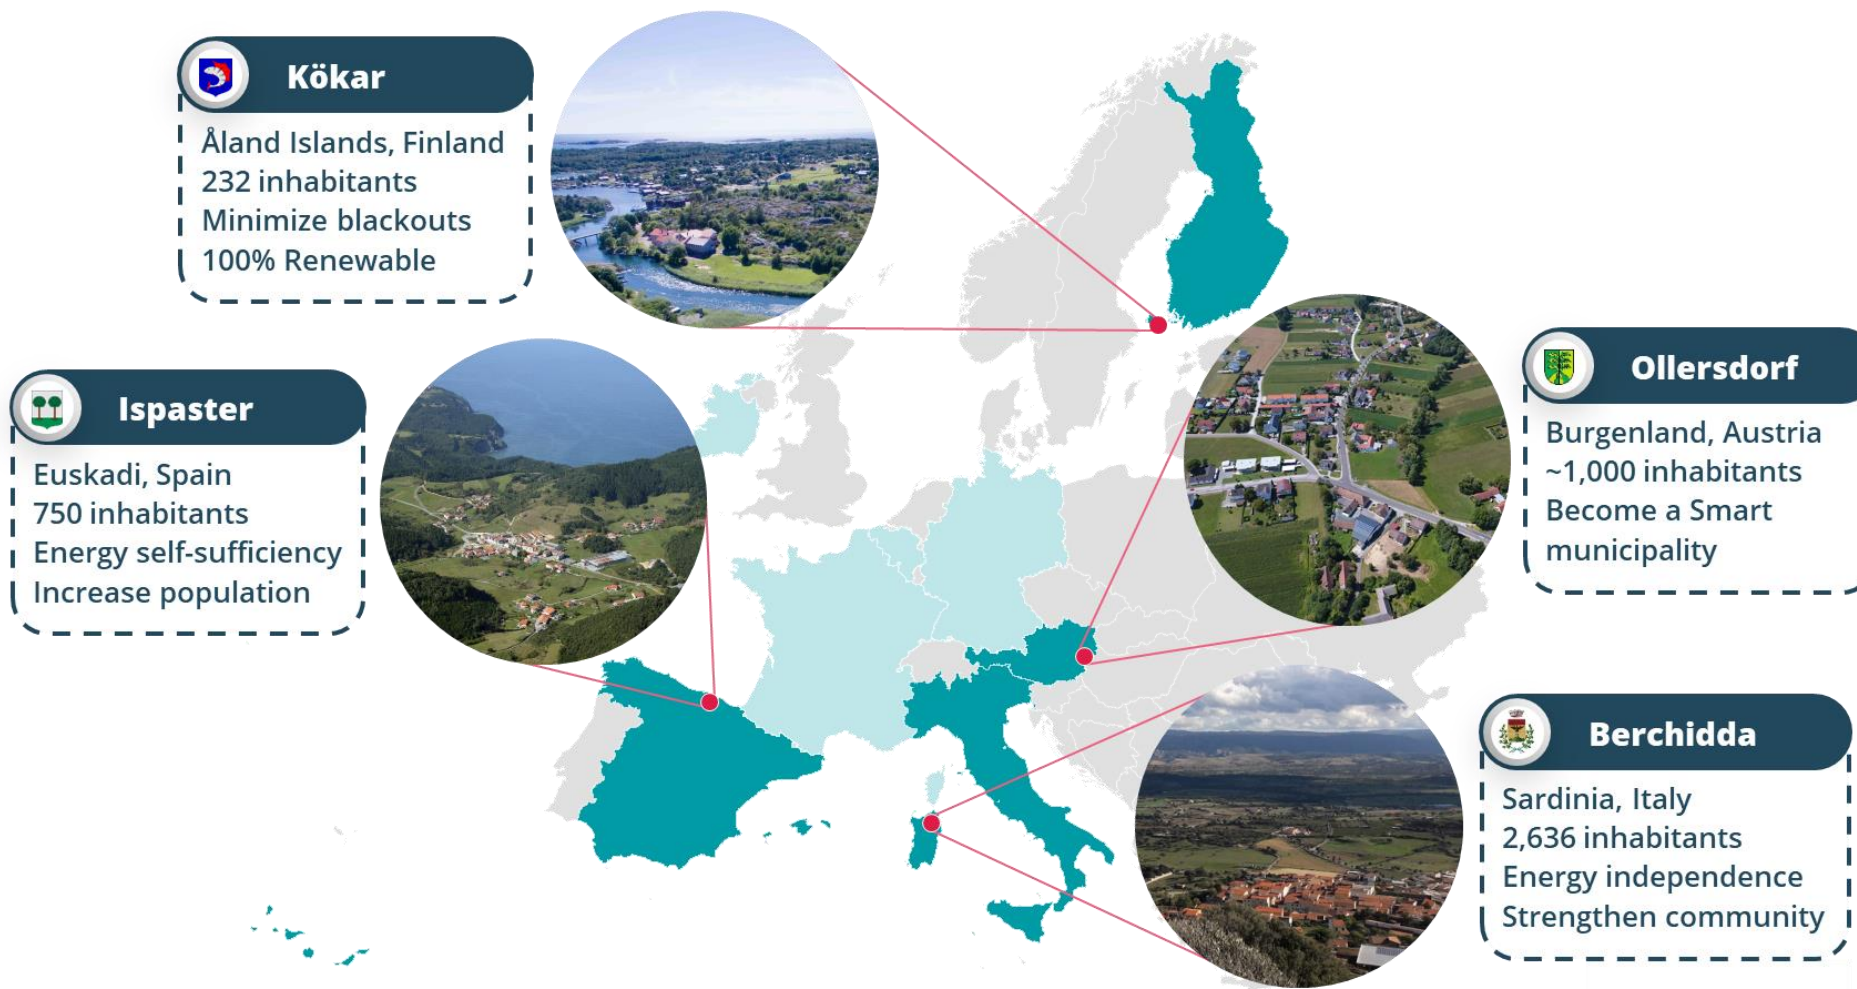 Kökar
Åland Islands, Finland
232 inhabitants
Minimize blackouts
100% Renewable
Ispaster
Euskadi, Spain
750 inhabitants
Energy self-sufficiency
Increase population
Ollersdorf
Burgenland, Austria
~1,000 inhabitants
Become a Smart
municipality
Berchidda
Sardinia, Italy
2,636 inhabitants
Energy independence
Strengthen community